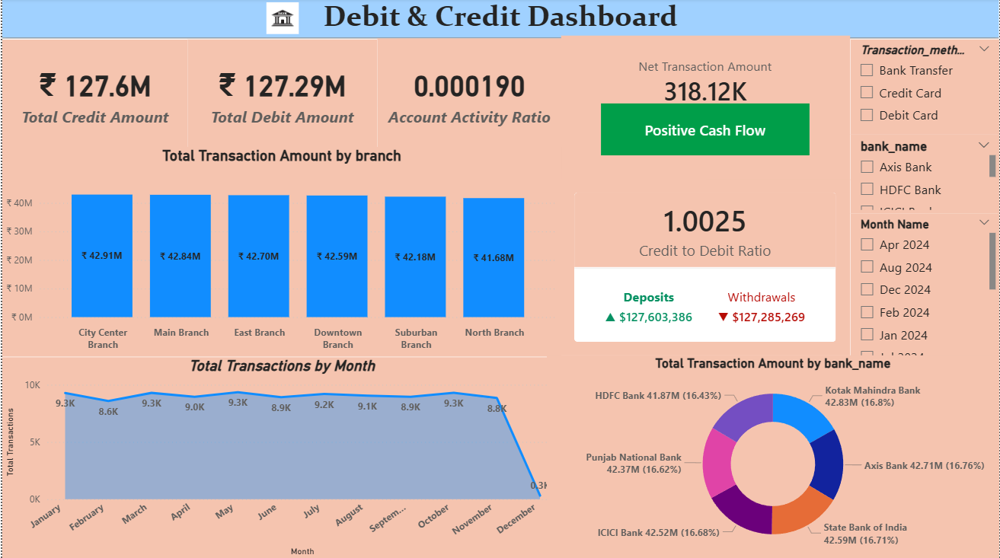 BANK
Debit & Credit Dashboard
₹ 127.6M
Total Credit Amount
₹ 127.29M
Total Debit Amount
0.000190
Account Activity Ratio
Net Transaction Amount
318.12K
Positive Cash Flow
Transaction_meth...
Bank Transfer
Credit Card
Debit Card
bank_name
Axis Bank
HDFC Bank
Month Name
Apr 2024
Aug 2024
Dec 2024
Feb 2024
Jan 2024
Total Transaction Amount by branch
₹ 40M
₹ 30M
₹ 20M
₹ 10M
₹ 0M
₹ 42.91M
₹ 42.84M
₹ 42.70M
₹ 42.59M
₹ 42.18M
₹ 41.68M
City Center
Branch
Main Branch
East Branch
Downtown
Branch
Suburban
Branch
North Branch
1.0025
Credit to Debit Ratio
Deposits
▲ $127,603,386
Withdrawals
▼ $127,285,269
Total Transactions by Month
Total Transactions
10K
5K
0K
9.3K
8.6K
9.3K
9.0K
9.3K
8.9K
9.2K
9.1K
8.9K
9.3K
8.8K
0.3K
January
February
March
April
May
June
July
August
Septem...
October
November
December
Month
Total Transaction Amount by bank_name
HDFC Bank 41.87M (16.43%)
Kotak Mahindra Bank
42.83M (16.8%)
Punjab National Bank
42.37M (16.62%)
Axis Bank 42.71M (16.76%)
ICICI Bank 42.52M (16.68%)
State Bank of India
42.59M (16.71%)